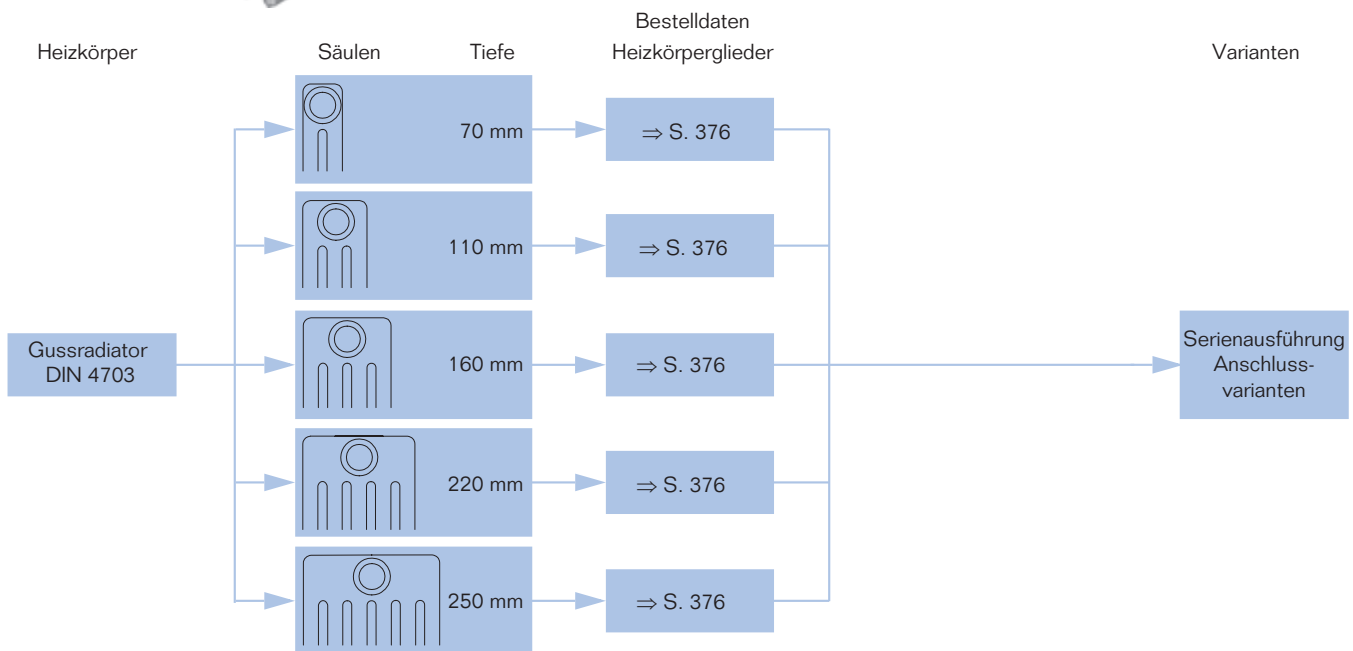 Bestelldaten
Heizkörper Säulen Tiefe Heizkörperglieder Varianten
70 mm ⇒ S. 376
110 mm ⇒ S. 376
Gussradiator
DIN 4703
160 mm ⇒ S. 376
Serienausführung
Anschluss-
varianten
220 mm ⇒ S. 376
250 mm ⇒ S. 376